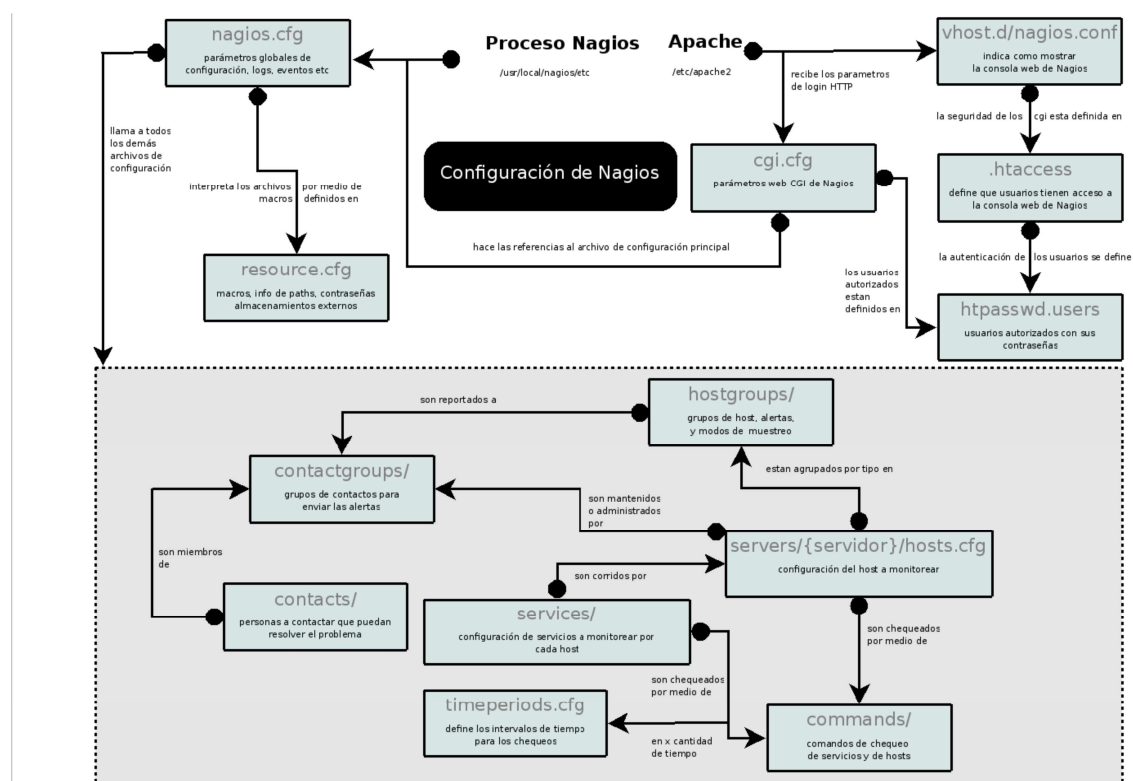 nagios.cfg
parámetros globales de
configuración, logs, eventos etc
Proceso Nagios
/usr/local/nagios/etc
Apache
/etc/apache2
vhost.d/nagios.conf
indica como mostrar
la consola web de Nagios
recibe los parametros
de login HTTP
llama a todos
los demás
archivos de
configuración
la seguridad de los cgi esta definida en
Configuración de Nagios
cgi.cfg
parámetros web CGI de Nagios
.htaccess
define que usuarios tienen acceso a
la consola web de Nagios
interpreta los archivos por medio de
macros definidos en
hace las referencias al archivo de configuración principal
la autenticación de los usuarios se define
resource.cfg
macros, info de paths, contraseñas
almacenamientos externos
los usuarios
autorizados
estan
definidos en
htpasswd.users
usuarios autorizados con sus
contraseñas
hostgroups/
grupos de host, alertas,
y modos de muestreo
son reportados a
contactgroups/
grupos de contactos para
enviar las alertas
estan agrupados por tipo en
son mantenidos
o administrados
por
servers/{servidor}/hosts.cfg
configuración del host a monitorear
son miembros
de
son corridos por
contacts/
personas a contactar que puedan
resolver el problema
services/
configuración de servicios a monitorear por
cada host
son chequeados
por medio de
son chequeados
por medio de
timeperiods.cfg
define los intervalos de tiempo
para los chequeos
en x cantidad
de tiempo
commands/
comandos de chequeo
de servicios y de hosts